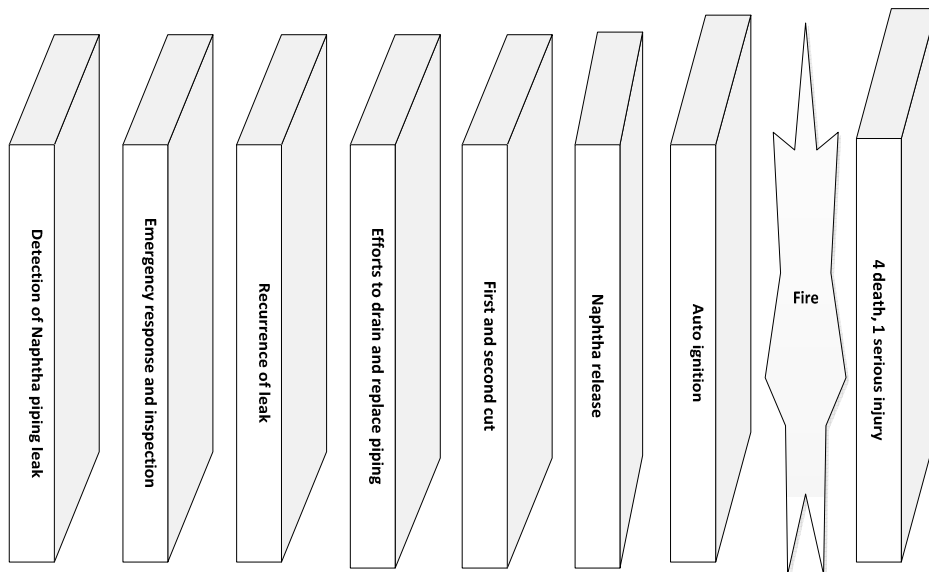 Detection of Naphtha piping leak
Emergency response and inspection
Recurrence of leak
Efforts to drain and replace piping
First and second cut
Naphtha release
Auto ignition
Fire
4 death, 1 serious injury